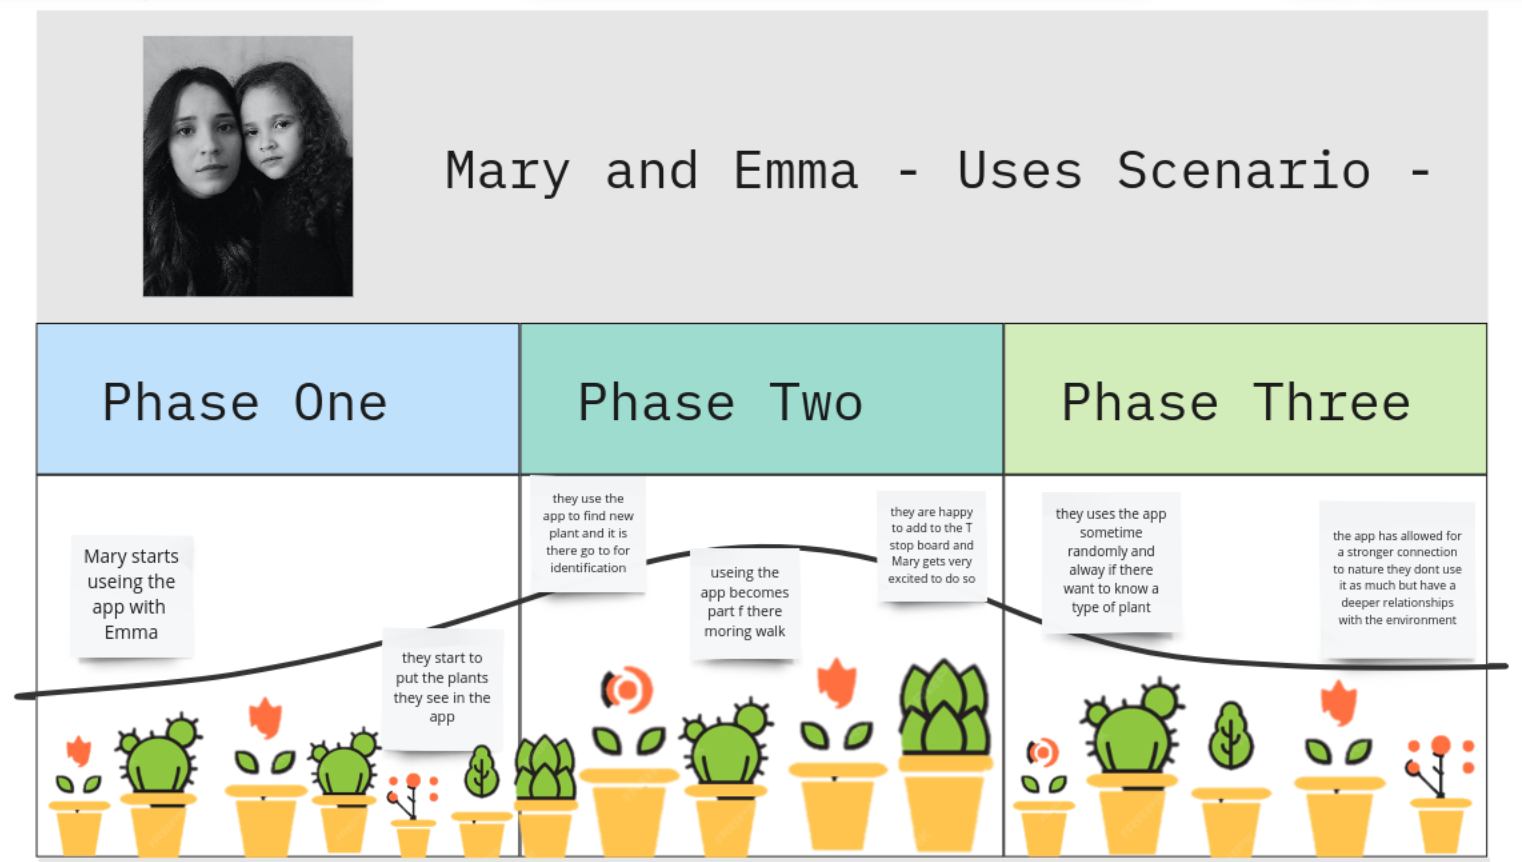 Mary and Emma - Uses Scenario -
Phase One
Phase Two
Phase Three
Mary starts
useing the
app with
Emma
they start to
put the plants
they see in the
app
they use the
app to find new
plant and it is
there go to for
identification
useing the
app becomes
part f there
moring walk
they are happy
to add to the T
stop board and
Mary gets very
excited to do so
they uses the app
sometime
randomly and
alway if there
want to know a
type of plant
the app has allowed for
a stronger connection
to nature they dont use
it as much but have a
deeper relationships
with the environment